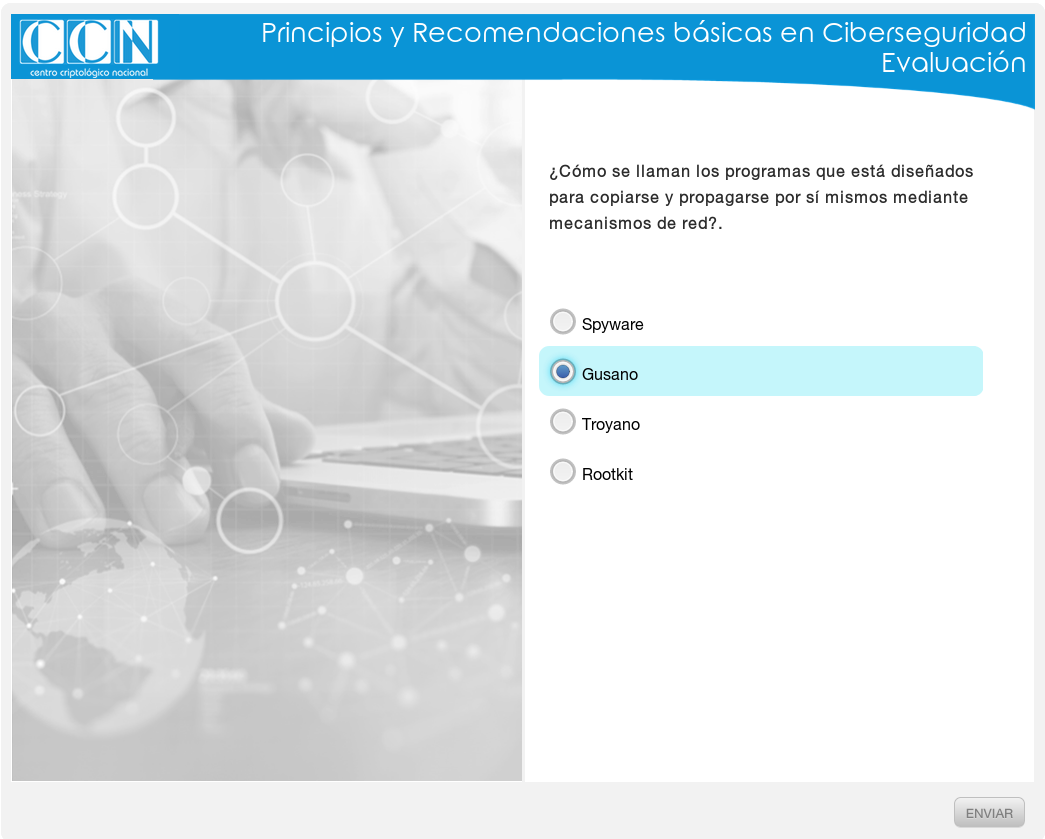 CCN
centro criptológico nacional
Principios y Recomendaciones básicas en Ciberseguridad
Evaluación
¿Cómo se llaman los programas que está diseñados
para copiarse y propagarse por sí mismos mediante
mecanismos de red?.
Spyware
Gusano
Troyano
Rootkit
ENVIAR